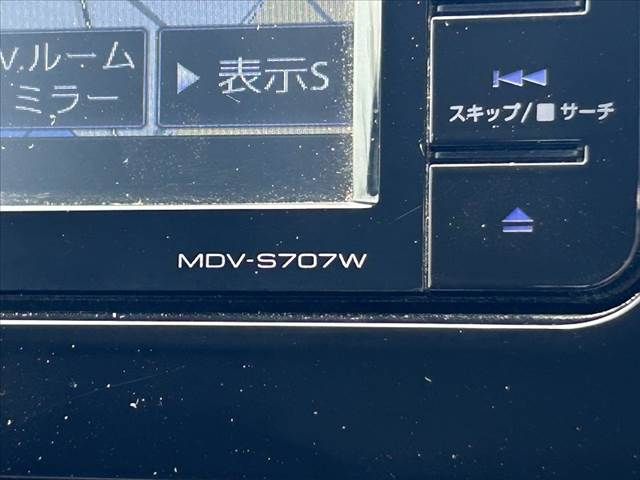 V.ルーム
ミラー
表示S
スキップ/■サーチ
MDV-S707W